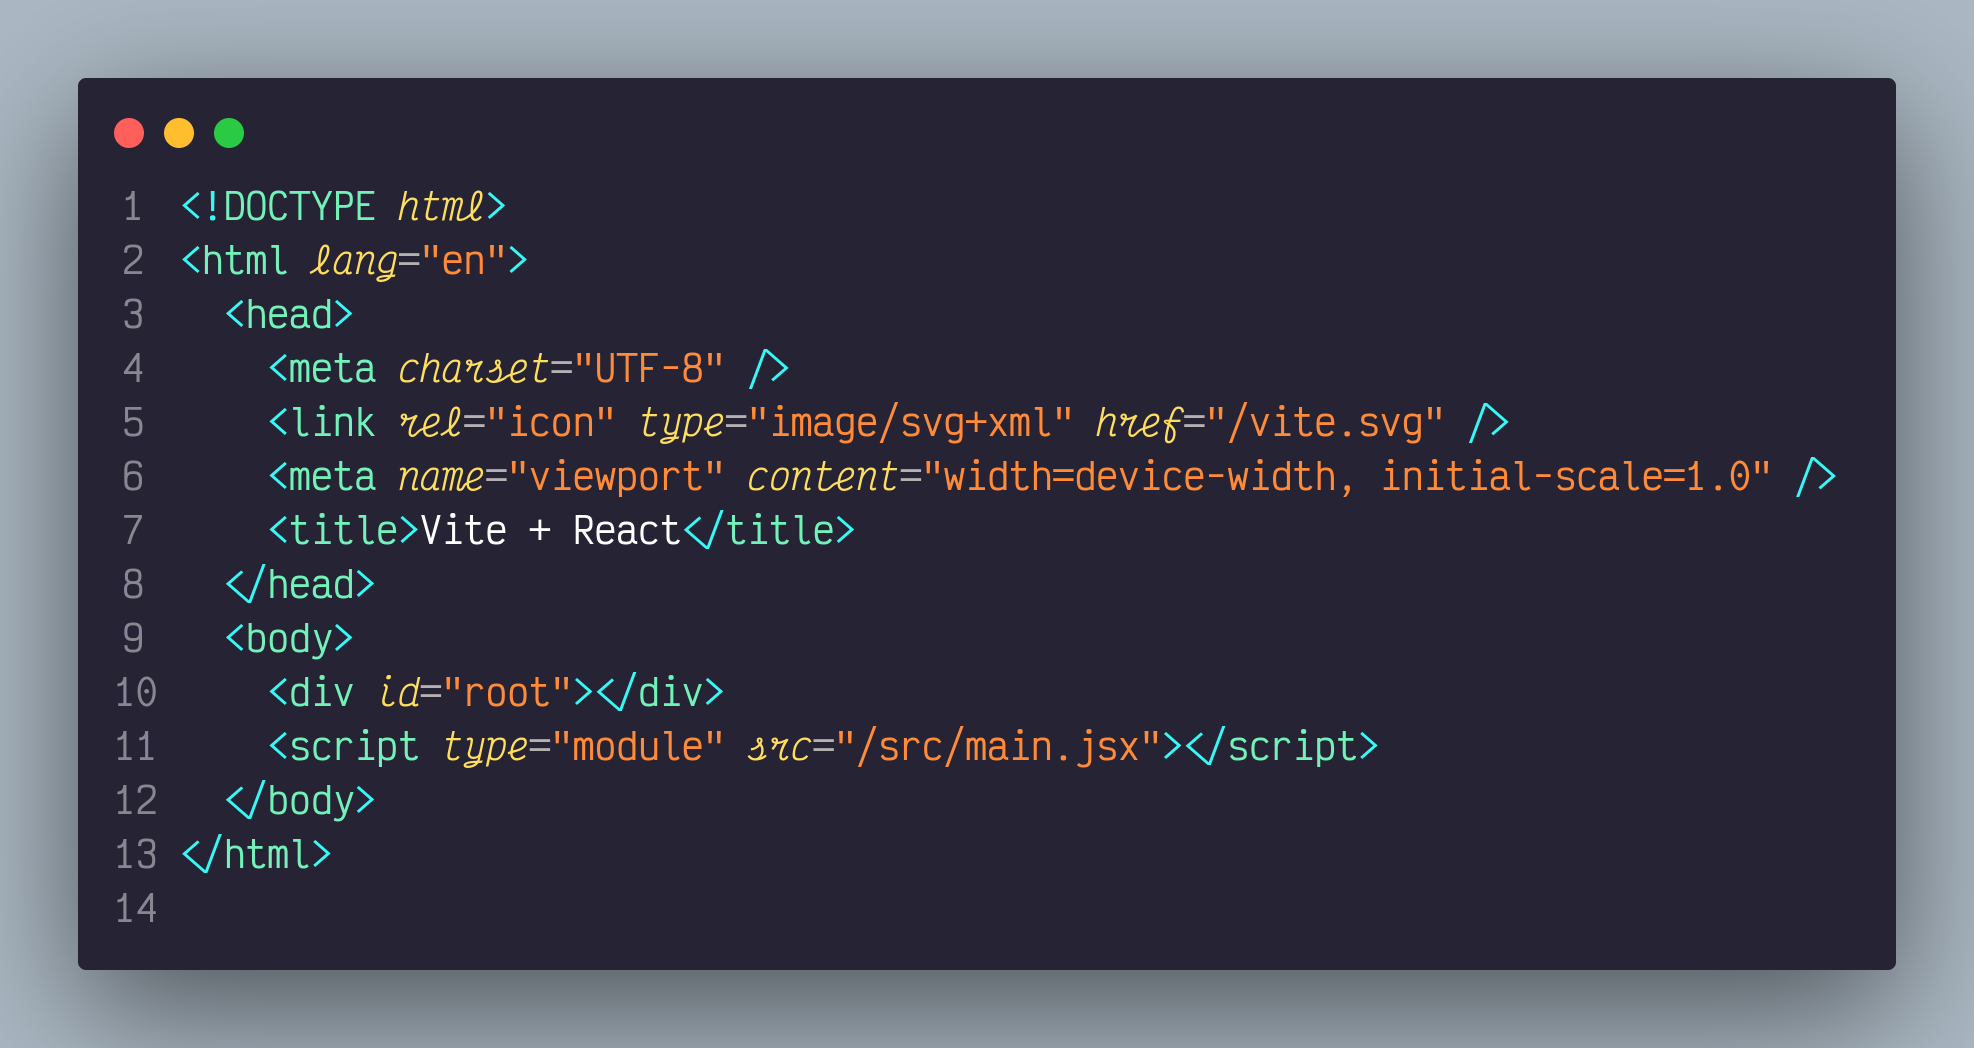 1 <!DOCTYPE html>
2 <html lang="en">
3   <head>
4     <meta charset="UTF-8" />
5     <link rel="icon" type="image/svg+xml" href="/vite.svg" />
6     <meta name="viewport" content="width=device-width, initial-scale=1.0" />
7     <title>Vite + React</title>
8   </head>
9   <body>
10     <div id="root"></div>
11     <script type="module" src="/src/main.jsx"></script>
12   </body>
13 </html>
14